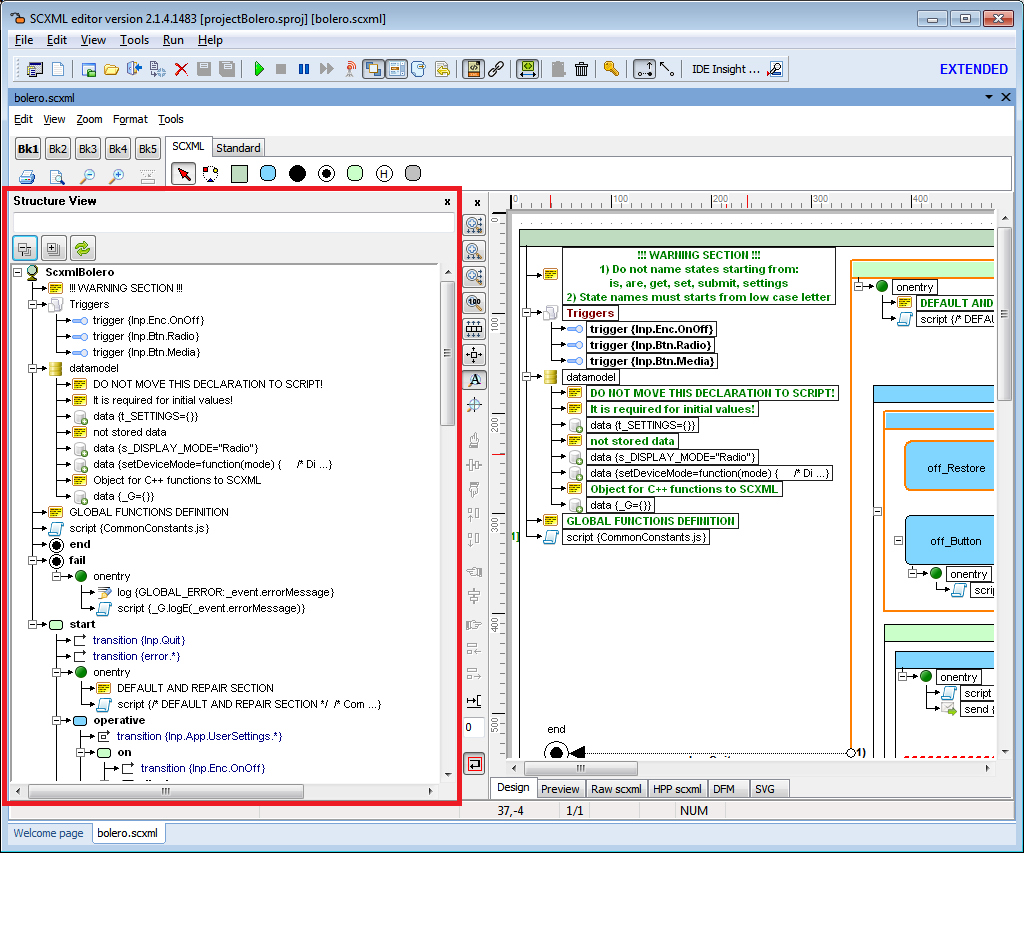 SCXML editor version 2.1.4.1483 [projectBolero.sproj] [bolero.scxml]
File Edit View Tools Run Help
IDE Insight ...
EXTENDED
bolero.scxml
Edit View Zoom Format Tools
Bk1 Bk2 Bk3 Bk4 Bk5
SCXML Standard
H
Structure View
ScxmlBolero
!!! WARNING SECTION !!!
Triggers
trigger {Inp.Enc.OnOff}
trigger {Inp.Btn.Radio}
trigger {Inp.Btn.Media}
datamodel
DO NOT MOVE THIS DECLARATION TO SCRIPT!
It is required for initial values!
data {t_SETTINGS={}}
not stored data
data {s_DISPLAY_MODE="Radio"}
data {setDeviceMode=function(mode) { /* Di ...}
Object for C++ functions to SCXML
data {_G={}}
GLOBAL FUNCTIONS DEFINITION
script {CommonConstants.js}
end
fail
onentry
log {GLOBAL_ERROR:_event.errorMessage}
script {_G.logE(_event.errorMessage)}
start
transition {Inp.Quit}
transition {error.*}
onentry
DEFAULT AND REPAIR SECTION
script {/* DEFAULT AND REPAIR SECTION */ /* Com ...}
operative
transition {Inp.App.UserSettings.*}
on
transition {Inp.Enc.OnOff}
100
A
0
0 100 200 300 400
0
100
200
300
400
500
!!! WARNING SECTION !!!
1) Do not name states starting from:
is, are, get, set, submit, settings
2) State names must starts from low case letter
Triggers
trigger {Inp.Enc.OnOff}
trigger {Inp.Btn.Radio}
trigger {Inp.Btn.Media}
datamodel
DO NOT MOVE THIS DECLARATION TO SCRIPT!
It is required for initial values!
data {t_SETTINGS={}}
not stored data
data {s_DISPLAY_MODE="Radio"}
data {setDeviceMode=function(mode) { /* Di ...}
Object for C++ functions to SCXML
data {_G={}}
GLOBAL FUNCTIONS DEFINITION
1]
script {CommonConstants.js}
end
1)
onentry
DEFAULT AND
script {/* DEFAU
off_Restore
off_Button
onentry
scri
onentry
script
send {
Design Preview Raw scxml HPP scxml DFM SVG
37,-4 1/1 NUM
Welcome page bolero.scxml